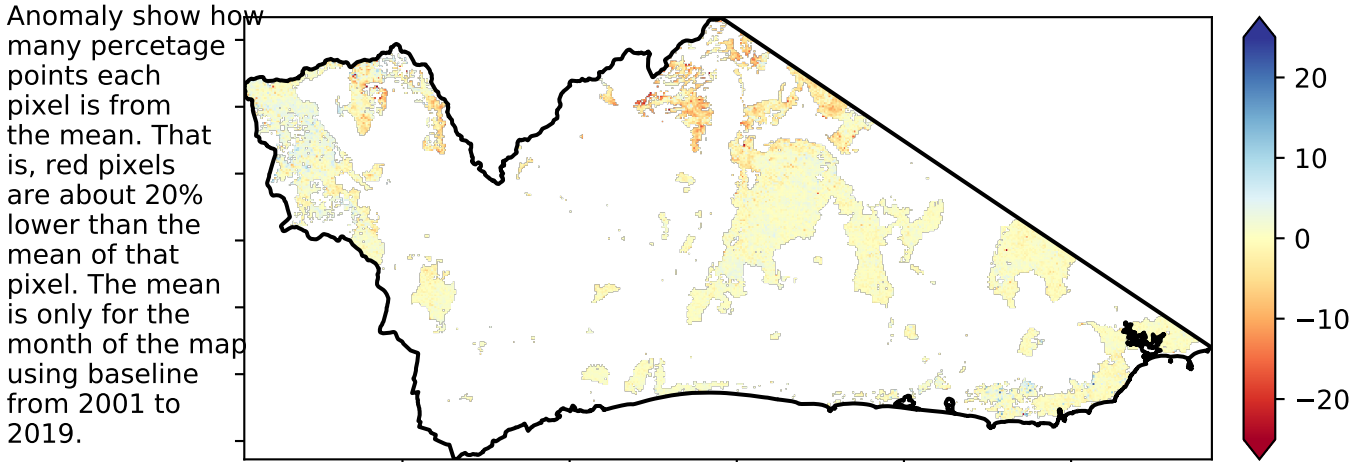 Anomaly show how
many percetage
points each
pixel is from
the mean. That
is, red pixels
are about 20%
lower than the
mean of that
pixel. The mean
is only for the
month of the map
using baseline
from 2001 to
2019.
20
10
0
−10
−20